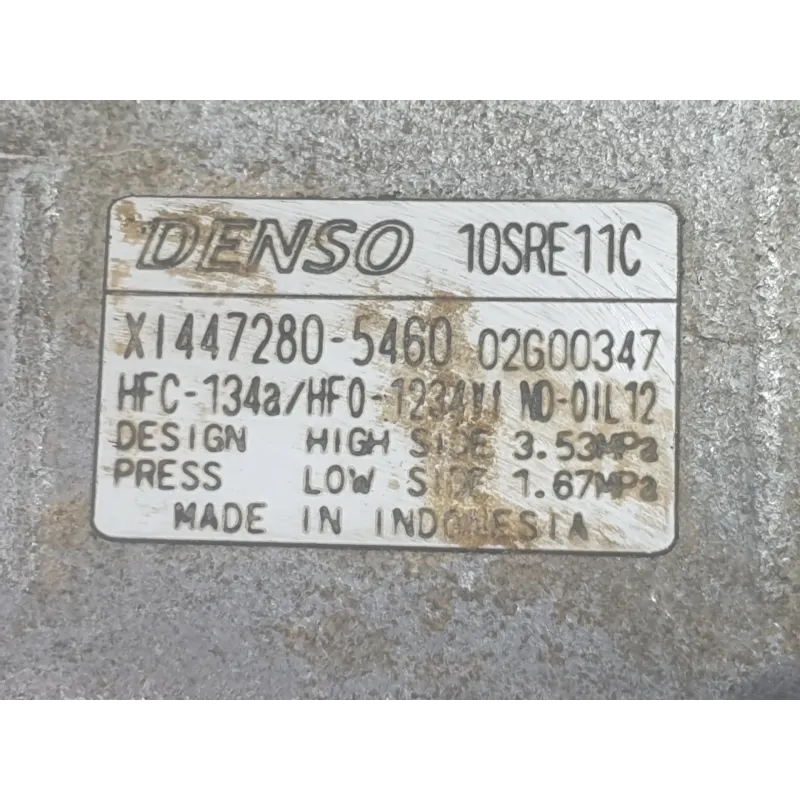 DENSO 10SRE11C
XI447280-5460 02G00347
HFC-134a/HFO-1234yf ND-OIL12
DESIGN HIGH SIDE 3.53MPa
PRESS LOW SIDE 1.67MPa
MADE IN INDONESIA